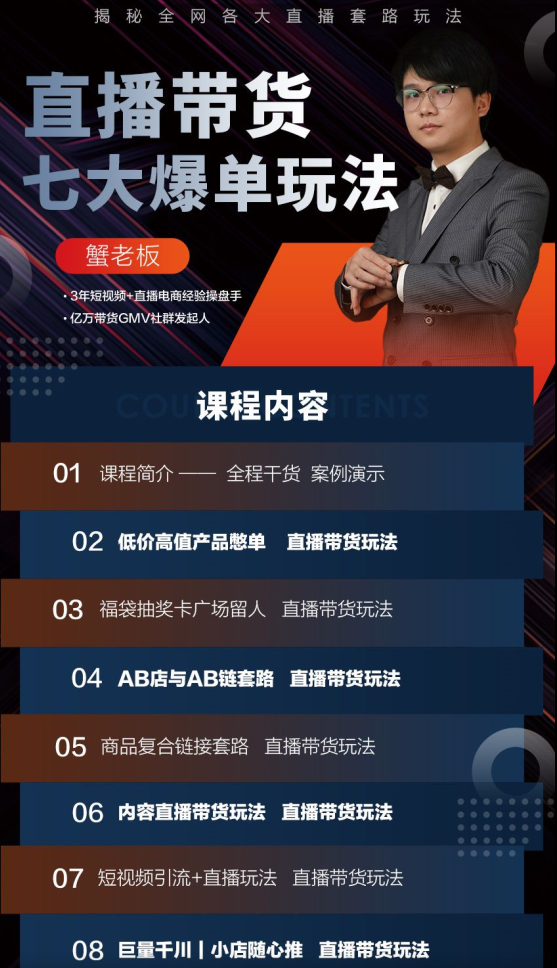 揭秘全网各大直播套路玩法
直播带货
七大爆单玩法
蟹老板
·3年短视频+直播电商经验操盘手
·亿万带货GMV社群发起人
课程内容
01 课程简介 —— 全程干货 案例演示
02 低价高值产品憋单 直播带货玩法
03 福袋抽奖卡广场留人 直播带货玩法
04 AB店与AB链套路 直播带货玩法
05 商品复合链接套路 直播带货玩法
06 内容直播带货玩法 直播带货玩法
07 短视频引流+直播玩法 直播带货玩法
08 巨量千川 | 小店随心推 直播带货玩法